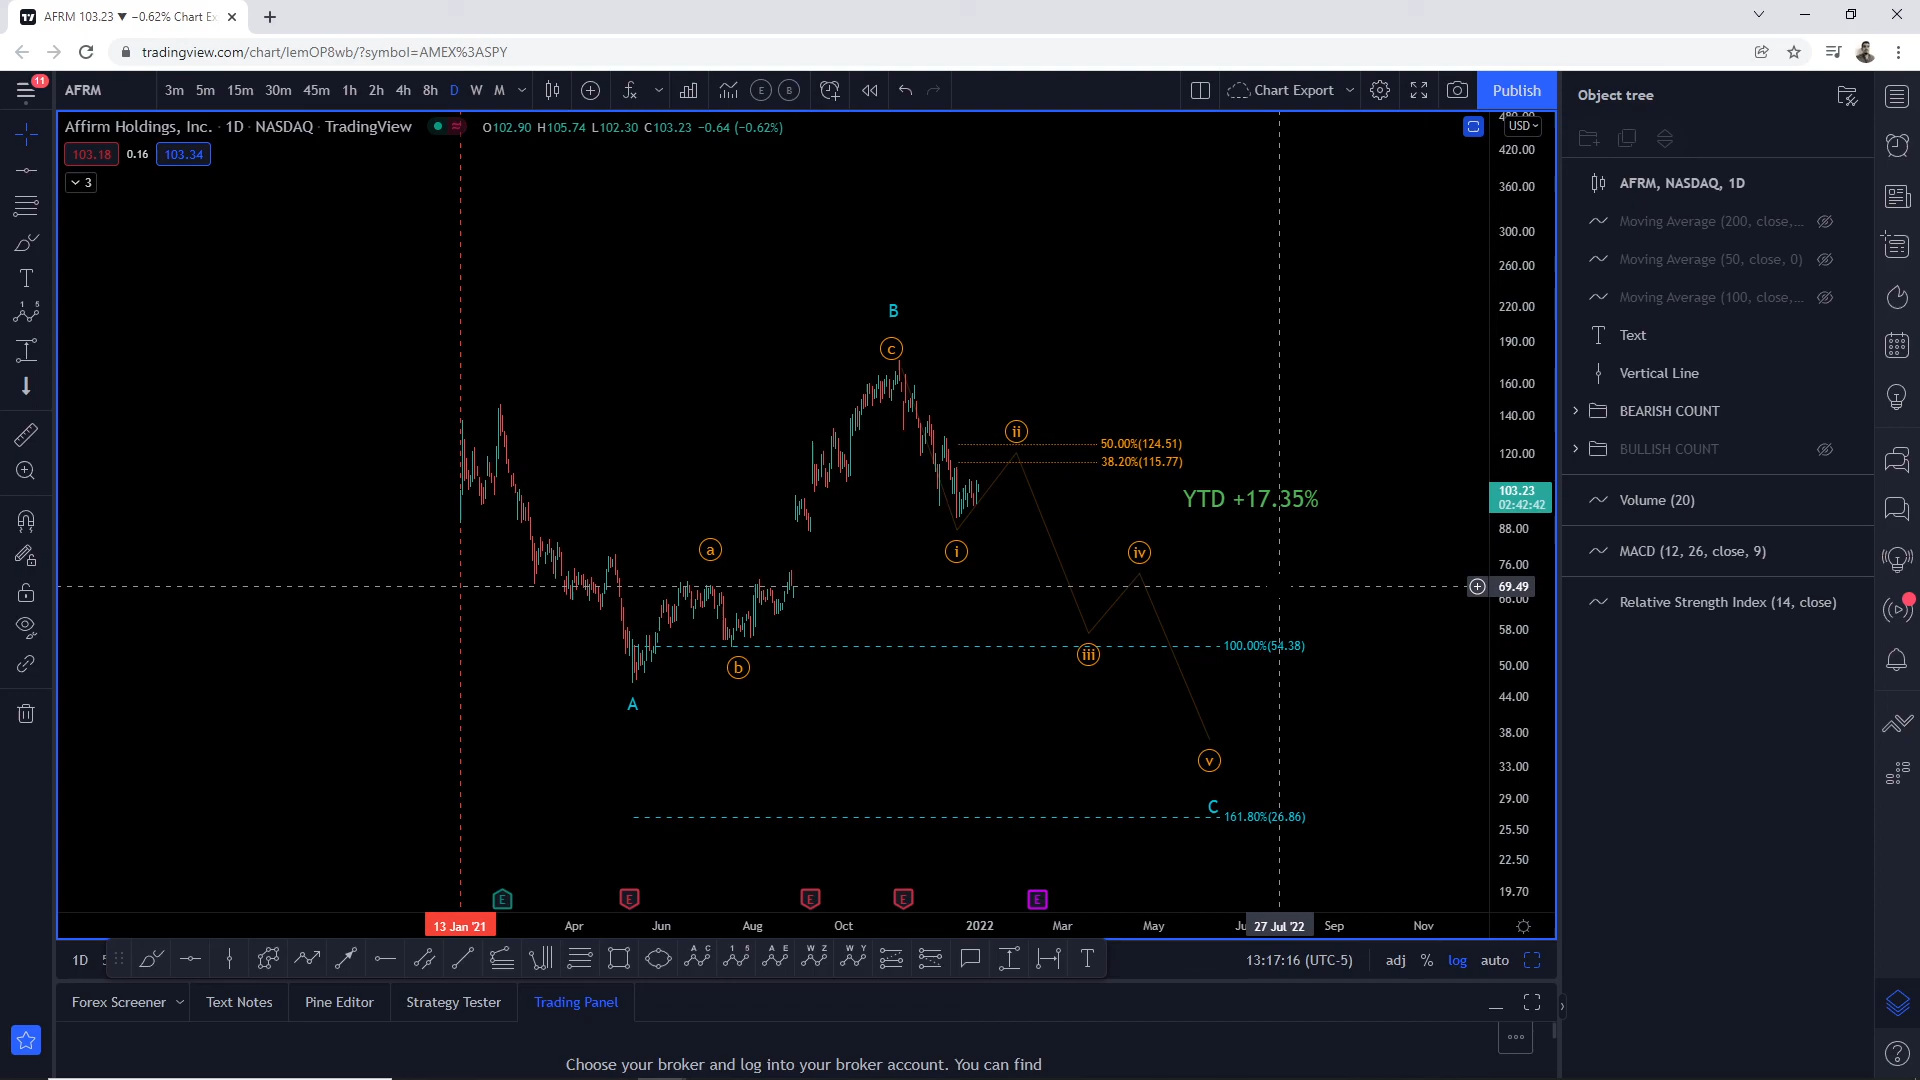 AFRM 103.23 ▼ −0.62% Chart Ex
tradingview.com/chart/lemOP8wb/?symbol=AMEX%3ASPY
11
AFRM
3m 5m 15m 30m 45m 1h 2h 4h 8h D W M
E B
Chart Export
Publish
Object tree
Affirm Holdings, Inc. · 1D · NASDAQ · TradingView
O102.90 H105.74 L102.30 C103.23 −0.64 (−0.62%)
USD
103.18 0.16 103.34
3
480.00
420.00
360.00
300.00
260.00
220.00
190.00
160.00
140.00
120.00
103.23
02:42:42
88.00
76.00
69.49
66.00
58.00
50.00
44.00
38.00
33.00
29.00
25.50
22.50
19.70
B
c
ii
50.00%(124.51)
38.20%(115.77)
YTD +17.35%
a
i
iv
100.00%(54.38)
iii
b
A
v
C
161.80%(26.86)
E E E E E
13 Jan '21 Apr Jun Aug Oct 2022 Mar May Ju 27 Jul '22 Sep Nov
AFRM, NASDAQ, 1D
Moving Average (200, close,...
Moving Average (50, close, 0)
Moving Average (100, close,...
Text
Vertical Line
BEARISH COUNT
BULLISH COUNT
Volume (20)
MACD (12, 26, close, 9)
Relative Strength Index (14, close)
1D 5
A C 1 5 A E W Z W Y
13:17:16 (UTC-5) adj % log auto
Forex Screener Text Notes Pine Editor Strategy Tester Trading Panel
Choose your broker and log into your broker account. You can find